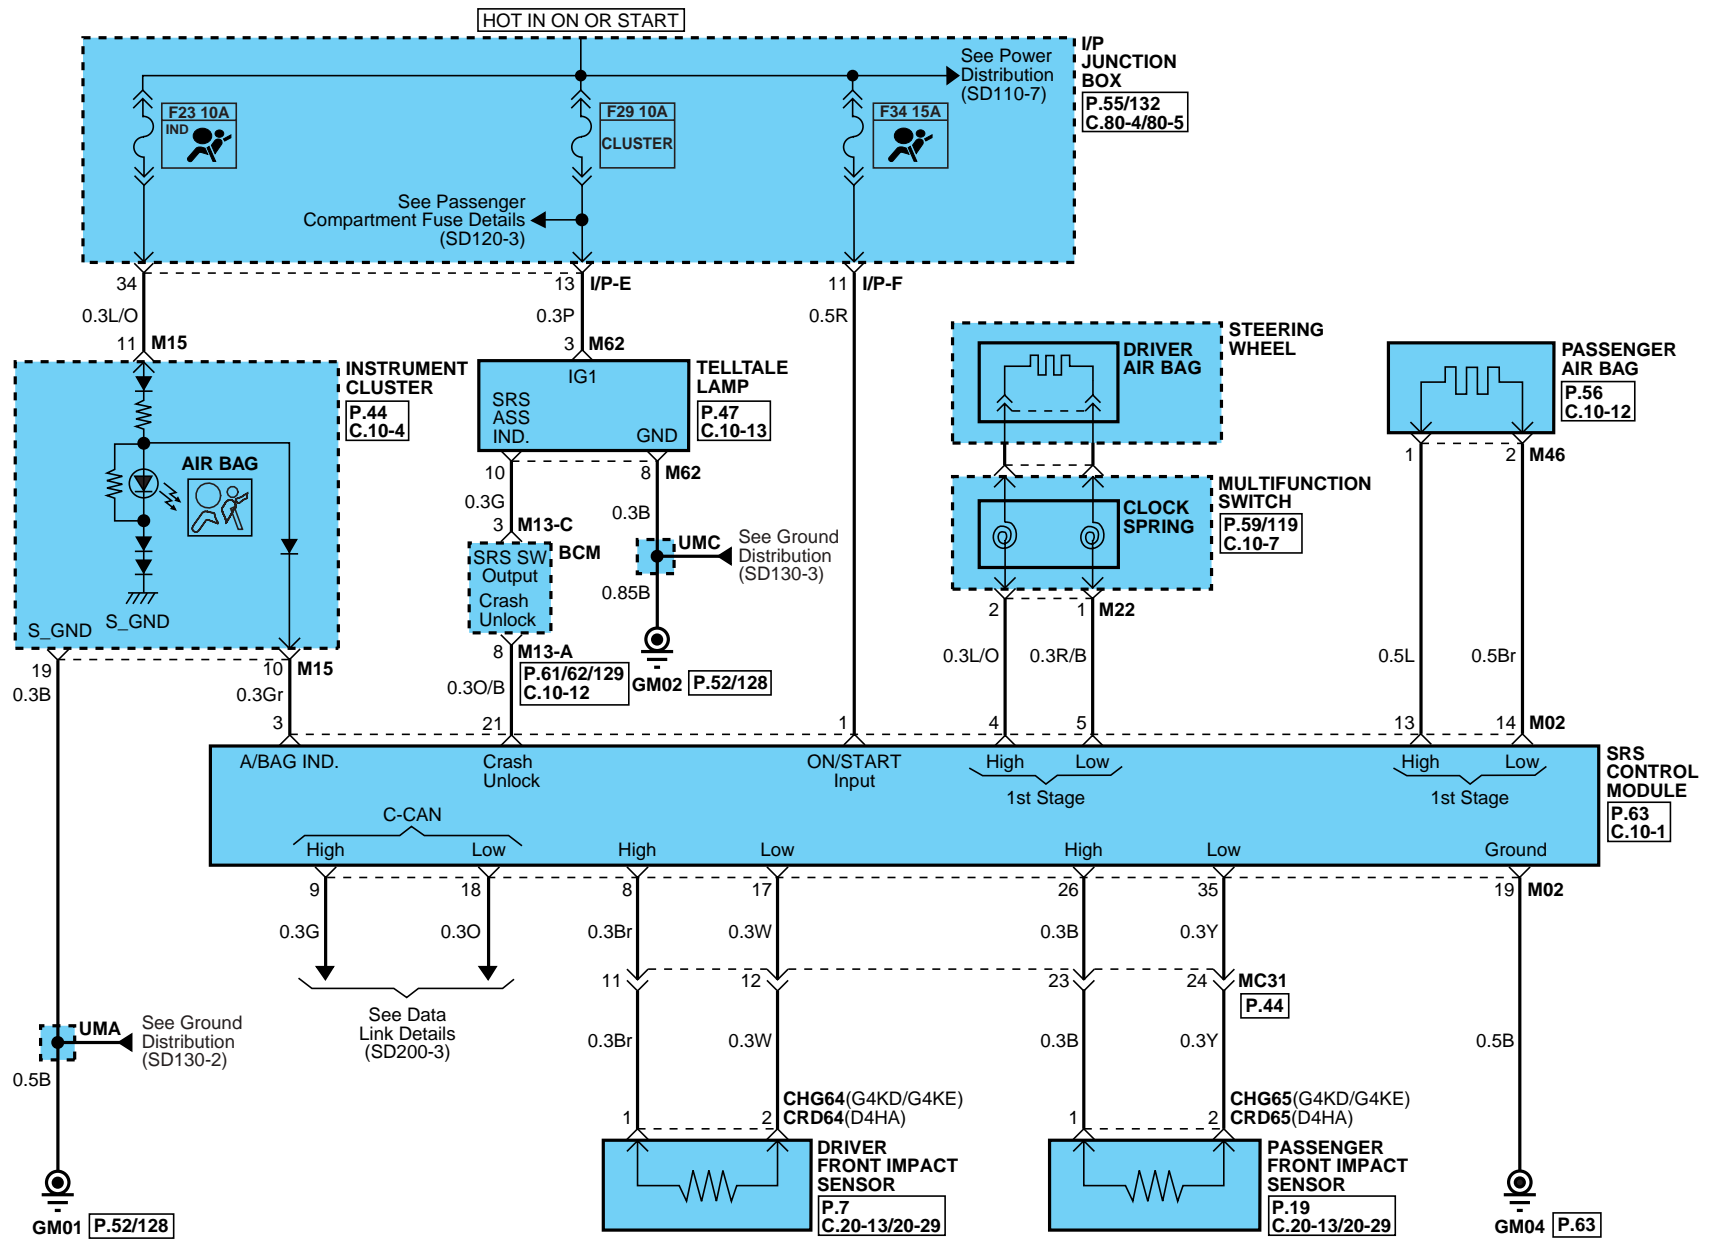 HOT IN ON OR START
I/P
JUNCTION
BOX
P.55/132
C.80-4/80-5
See Power
Distribution
(SD110-7)
F23 10A
IND
F29 10A
CLUSTER
F34 15A
See Passenger
Compartment Fuse Details
(SD120-3)
34
13
I/P-E
11
I/P-F
0.3L/O
0.3P
0.5R
11
M15
3
M62
INSTRUMENT
CLUSTER
P.44
C.10-4
AIR BAG
S_GND
S_GND
IG1
SRS
ASS
IND.
GND
TELLTALE
LAMP
P.47
C.10-13
STEERING
WHEEL
DRIVER
AIR BAG
PASSENGER
AIR BAG
P.56
C.10-12
10
8
M62
1
2
M46
0.3G
0.3B
3
M13-C
BCM
SRS SW
Output
Crash
Unlock
UMC
See Ground
Distribution
(SD130-3)
0.85B
MULTIFUNCTION
SWITCH
P.59/119
C.10-7
CLOCK
SPRING
8
M13-A
P.61/62/129
C.10-12
GM02
P.52/128
2
1
M22
19
10
M15
0.3B
0.3Gr
0.3O/B
0.3L/O
0.3R/B
0.5L
0.5Br
3
21
1
4
5
13
14
M02
A/BAG IND.
Crash
Unlock
ON/START
Input
High
Low
1st Stage
High
Low
1st Stage
SRS
CONTROL
MODULE
P.63
C.10-1
C-CAN
High
Low
High
Low
High
Low
Ground
9
18
8
17
26
35
19
M02
0.3G
0.3O
0.3Br
0.3W
0.3B
0.3Y
11
12
23
24
MC31
P.44
See Data
Link Details
(SD200-3)
UMA
See Ground
Distribution
(SD130-2)
0.5B
0.3Br
0.3W
0.3B
0.3Y
0.5B
1
2
CHG64(G4KD/G4KE)
CRD64(D4HA)
1
2
CHG65(G4KD/G4KE)
CRD65(D4HA)
DRIVER
FRONT IMPACT
SENSOR
P.7
C.20-13/20-29
PASSENGER
FRONT IMPACT
SENSOR
P.19
C.20-13/20-29
GM01
P.52/128
GM04
P.63